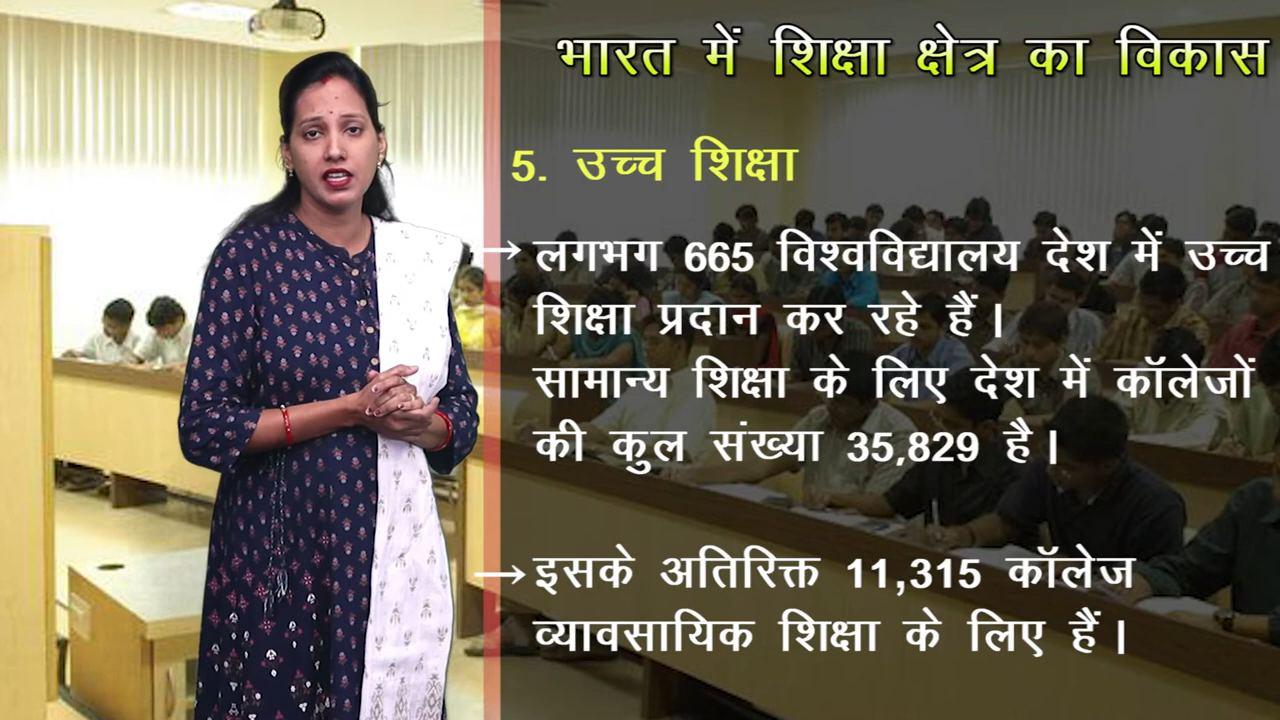 भारत में शिक्षा क्षेत्र का विकास
5. उच्च शिक्षा
→ लगभग 665 विश्वविद्यालय देश में उच्च
शिक्षा प्रदान कर रहे हैं।
सामान्य शिक्षा के लिए देश में कॉलेजों
की कुल संख्या 35,829 है।
→ इसके अतिरिक्त 11,315 कॉलेज
व्यावसायिक शिक्षा के लिए हैं।